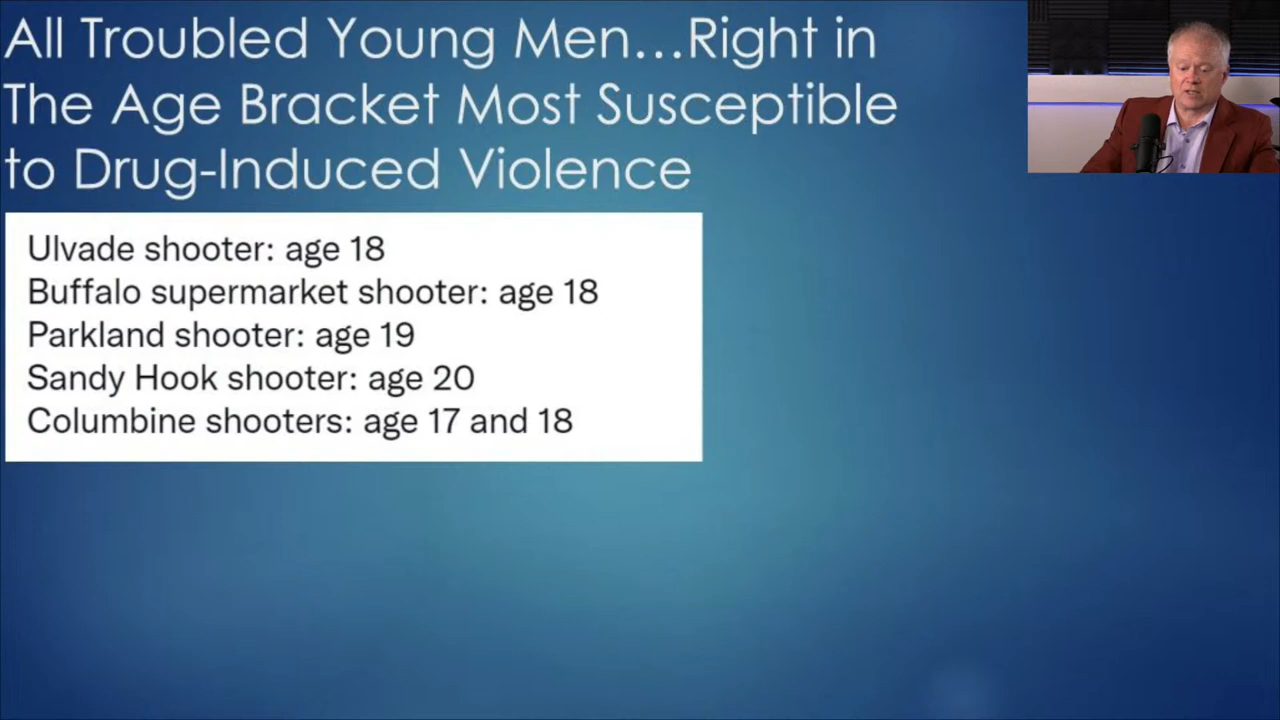 All Troubled Young Men...Right in
The Age Bracket Most Susceptible
to Drug-Induced Violence
Ulvade shooter: age 18
Buffalo supermarket shooter: age 18
Parkland shooter: age 19
Sandy Hook shooter: age 20
Columbine shooters: age 17 and 18